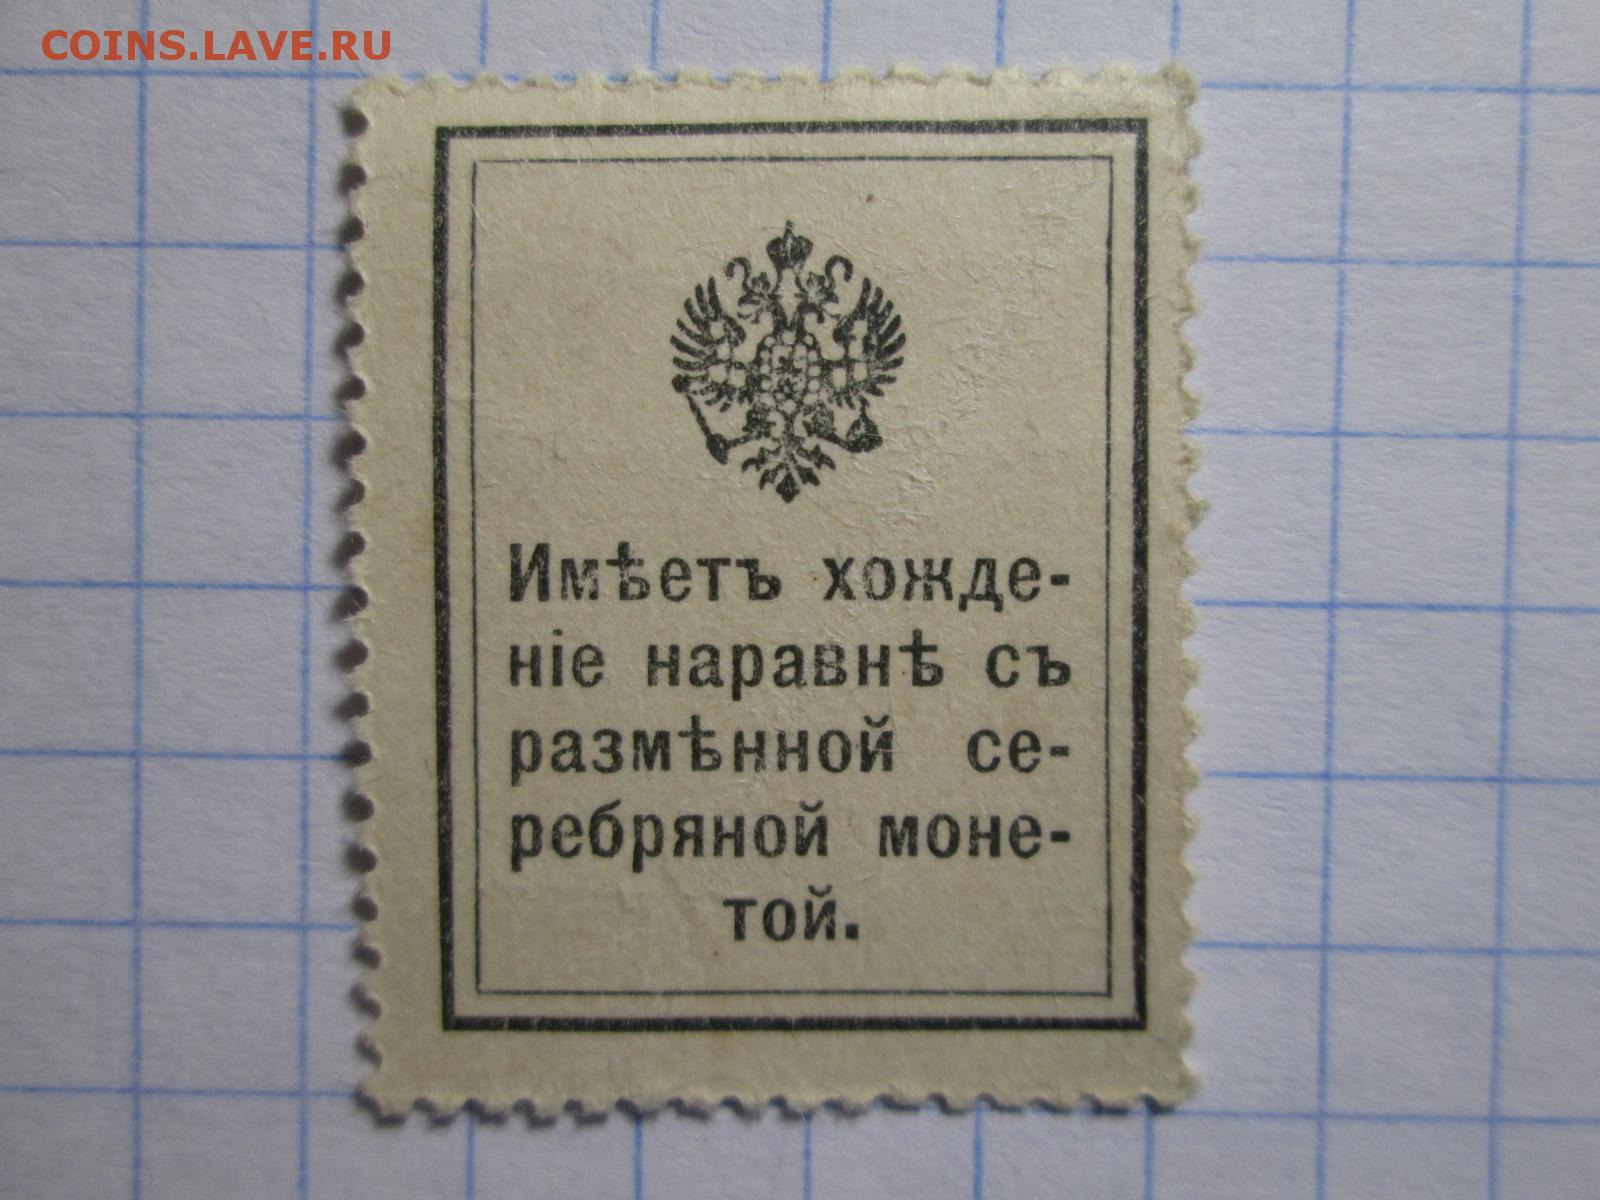 COINS.LAVE.RU
Имѣетъ хожде-
ніе наравнѣ съ
размѣнной се-
ребряной моне-
той.